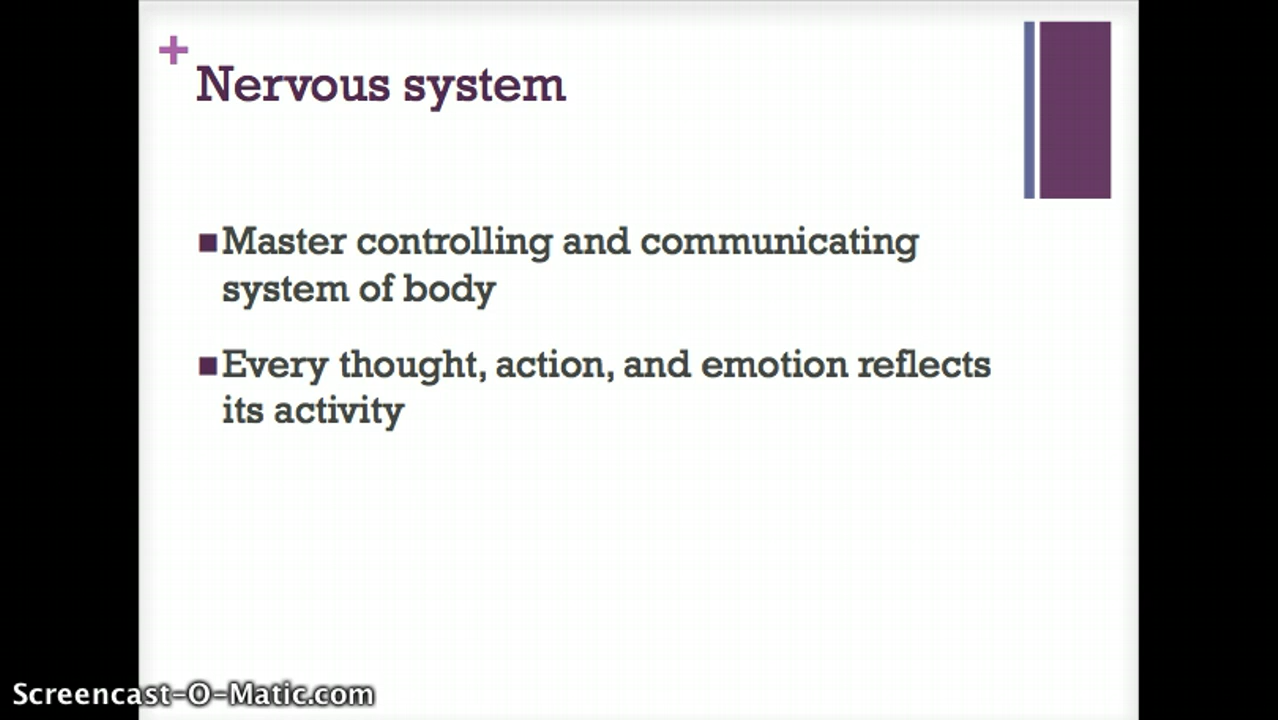 +
Nervous system
■ Master controlling and communicating
system of body
■ Every thought, action, and emotion reflects
its activity
Screencast-O-Matic.com